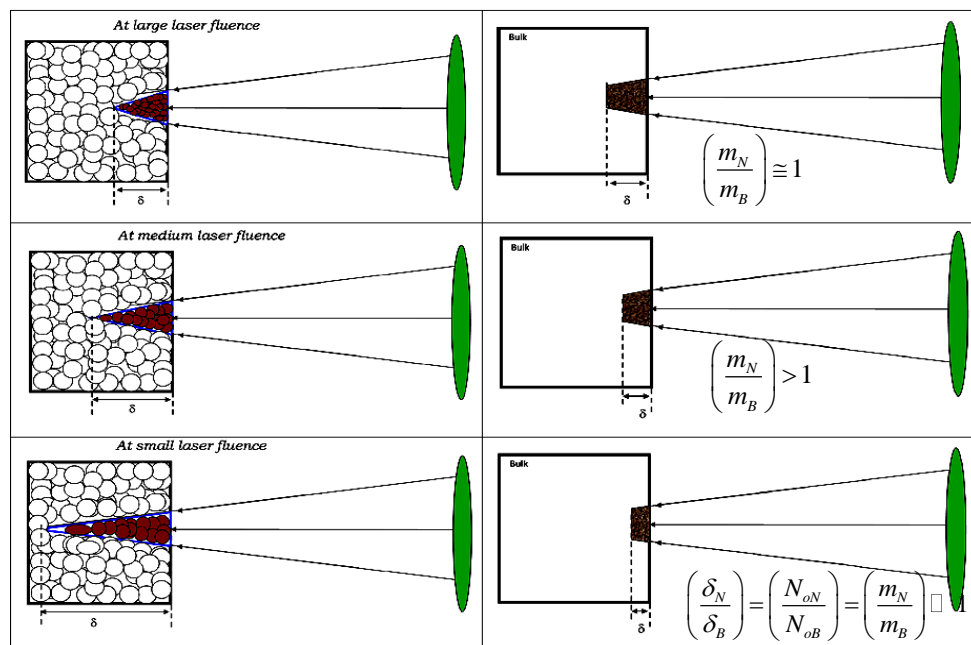 At large laser fluence
δ
Bulk
δ
(m_N / m_B) ≅ 1
At medium laser fluence
δ
Bulk
δ
(m_N / m_B) > 1
At small laser fluence
δ
Bulk
δ
(δ_N / δ_B) = (N_oN / N_oB) = (m_N / m_B) □ 1